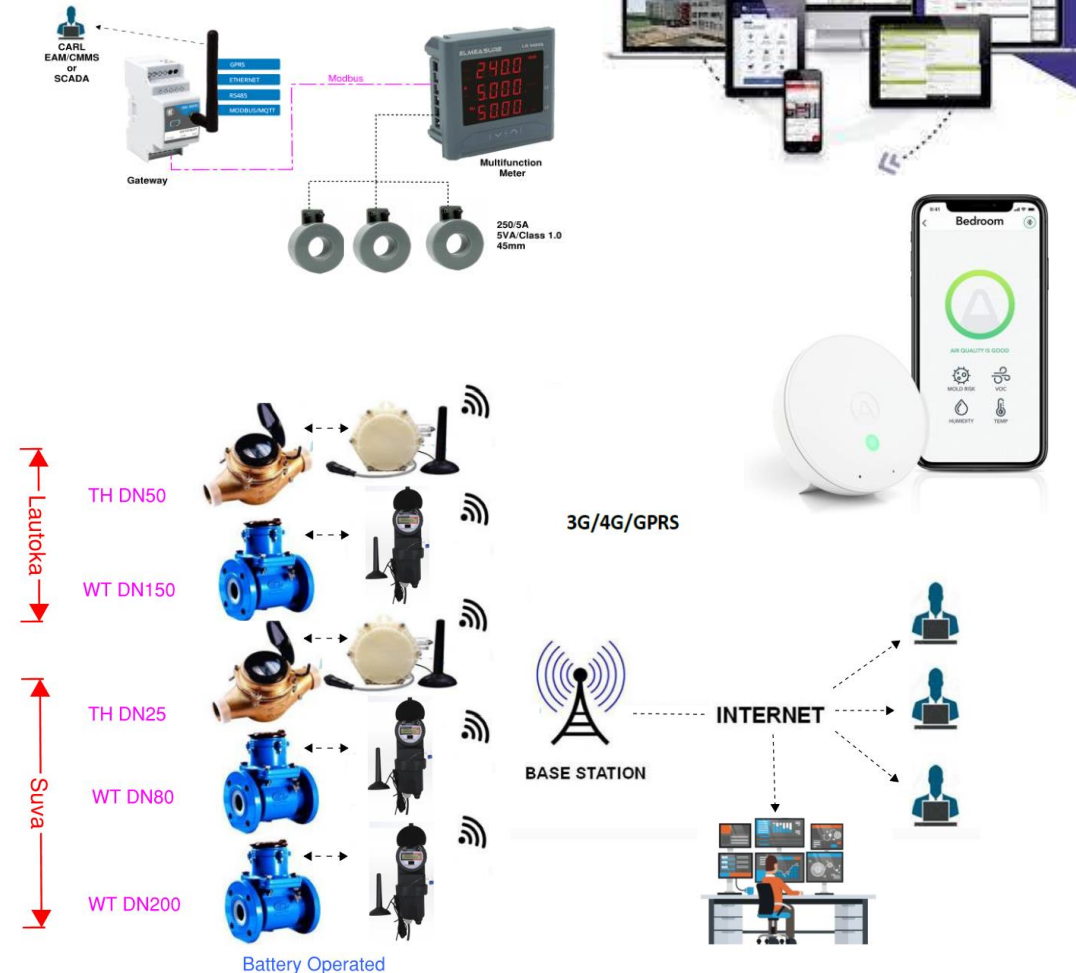 CARL
EAM/CMMS
or
SCADA
GPRS
ETHERNET
RS485
MODBUS/MQTT
Gateway
Modbus
ELMEASURE
240.0
5.000
50.00
Multifunction
Meter
250/5A
5VA/Class 1.0
45mm
9:41
Bedroom
AIR QUALITY IS GOOD
MOLD RISK
VOC
HUMIDITY
TEMP
Lautoka
TH DN50
WT DN150
Suva
TH DN25
WT DN80
WT DN200
Battery Operated
3G/4G/GPRS
BASE STATION
INTERNET